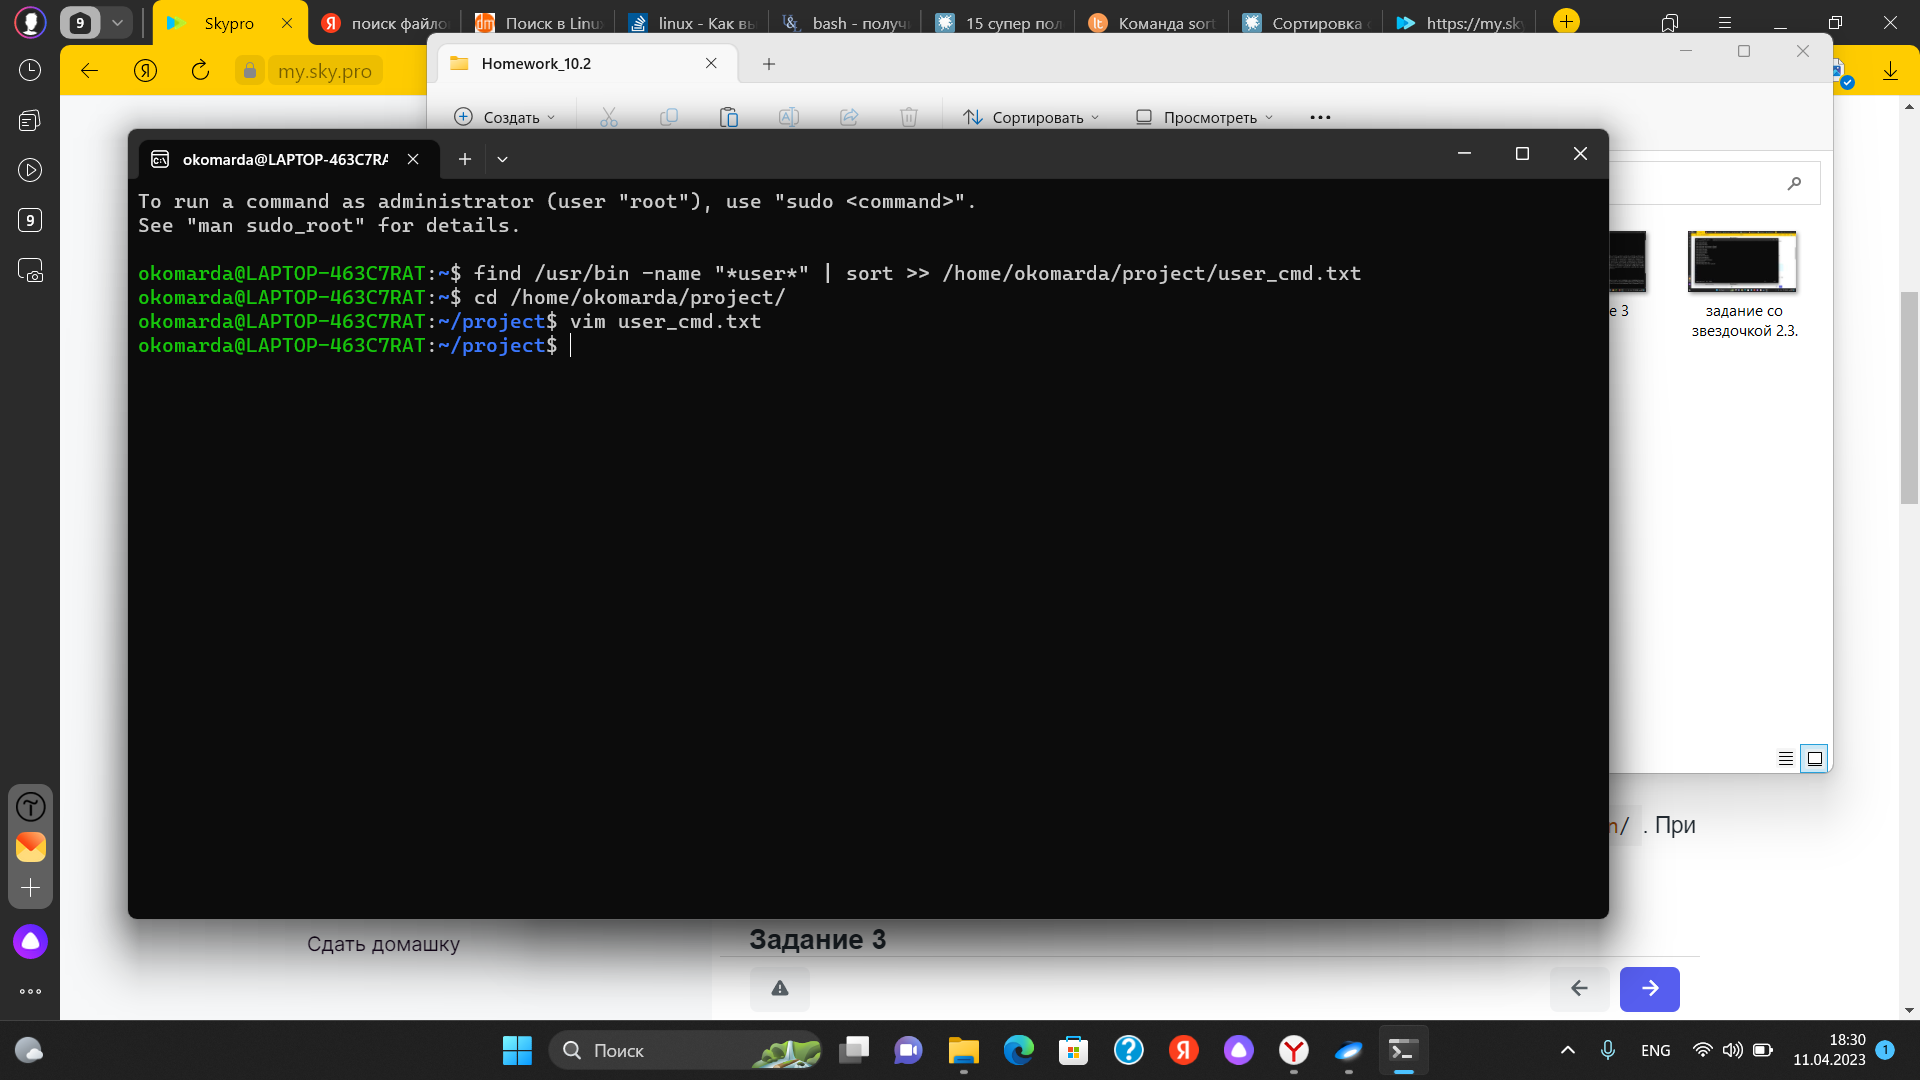 9
Skypro
поиск файло
Поиск в Linu
linux - Как вы
bash - получ
15 супер пол
Команда sort
Сортировка
https://my.sk
my.sky.pro
Homework_10.2
Создать
Сортировать
Просмотреть
okomarda@LAPTOP-463C7RA
To run a command as administrator (user "root"), use "sudo <command>".
See "man sudo_root" for details.
okomarda@LAPTOP-463C7RAT:~$ find /usr/bin -name "*user*" | sort >> /home/okomarda/project/user_cmd.txt
okomarda@LAPTOP-463C7RAT:~$ cd /home/okomarda/project/
okomarda@LAPTOP-463C7RAT:~/project$ vim user_cmd.txt
okomarda@LAPTOP-463C7RAT:~/project$
9
е 3
задание со
звездочкой 2.3.
n/ . При
Сдать домашку
Задание 3
Поиск
ENG
18:30
11.04.2023
1